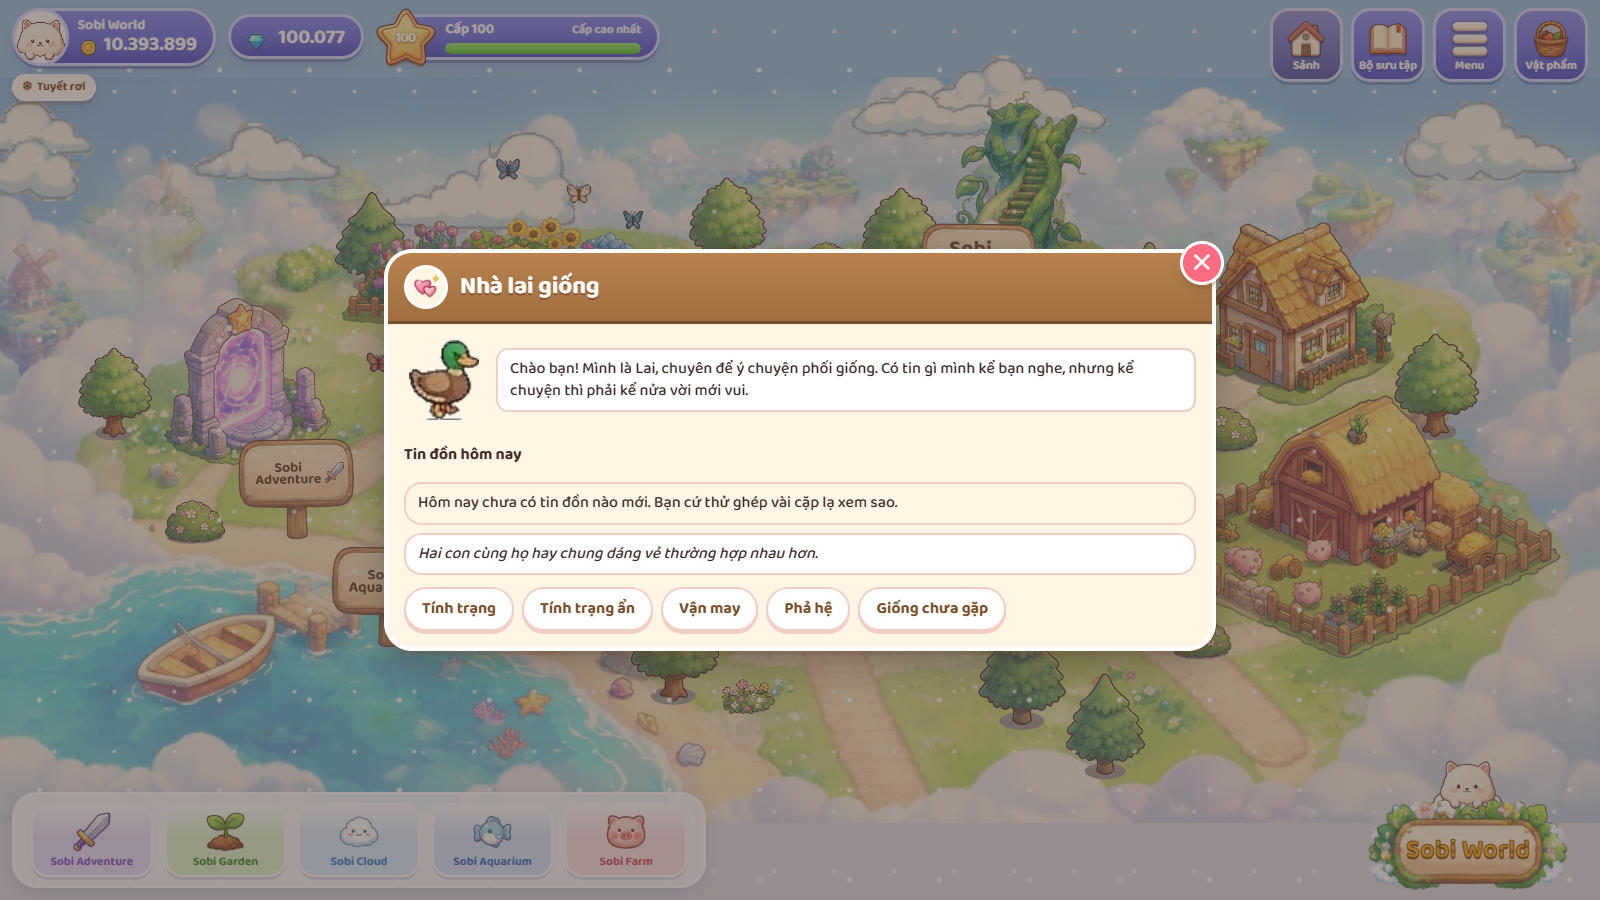 Sobi World
10.393.899
100.077
100
Cấp 100
Cấp cao nhất
Sảnh
Bộ sưu tập
Menu
Vật phẩm
❄ Tuyết rơi
Sobi
Nhà lai giống
Chào bạn! Mình là Lai, chuyên để ý chuyện phối giống. Có tin gì mình kể bạn nghe, nhưng kể
chuyện thì phải kể nửa vời mới vui.
Sobi
Adventure
Tin đồn hôm nay
Hôm nay chưa có tin đồn nào mới. Bạn cứ thử ghép vài cặp lạ xem sao.
Hai con cùng họ hay chung dáng vẻ thường hợp nhau hơn.
So
Aqua
Tính trạng
Tính trạng ẩn
Vận may
Phả hệ
Giống chưa gặp
Sobi Adventure
Sobi Garden
Sobi Cloud
Sobi Aquarium
Sobi Farm
Sobi World